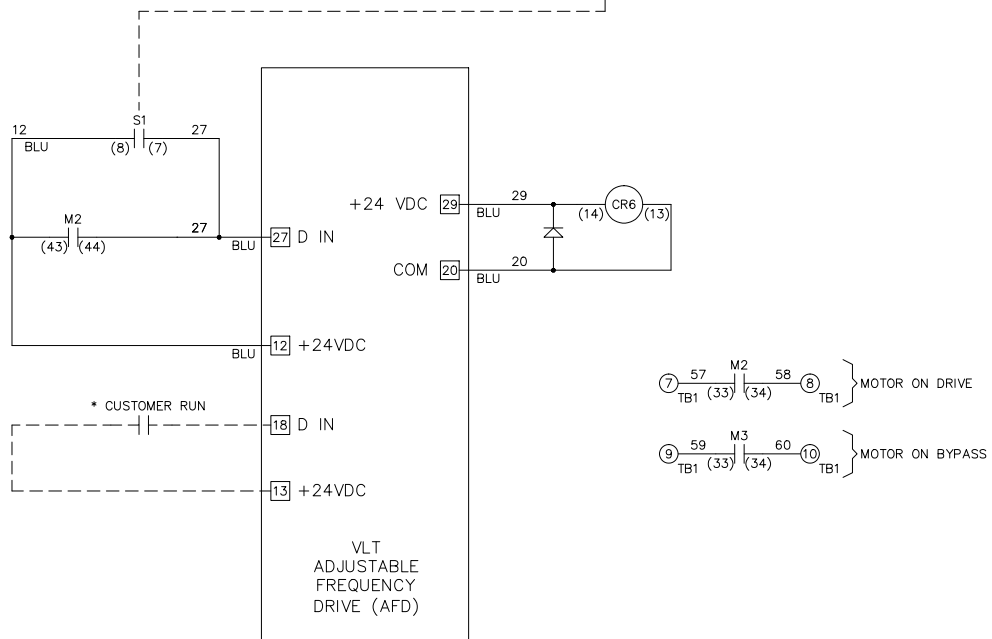 S1
12 27
BLU (8) (7)
M2
(43) (44) 27
BLU 27 D IN
BLU 12 +24VDC
* CUSTOMER RUN
18 D IN
13 +24VDC
+24 VDC 29 BLU 29 (14) CR6 (13)
COM 20 BLU 20
VLT
ADJUSTABLE
FREQUENCY
DRIVE (AFD)
M2
7 57 58 8 MOTOR ON DRIVE
TB1 (33) (34) TB1
M3
9 59 60 10 MOTOR ON BYPASS
TB1 (33) (34) TB1